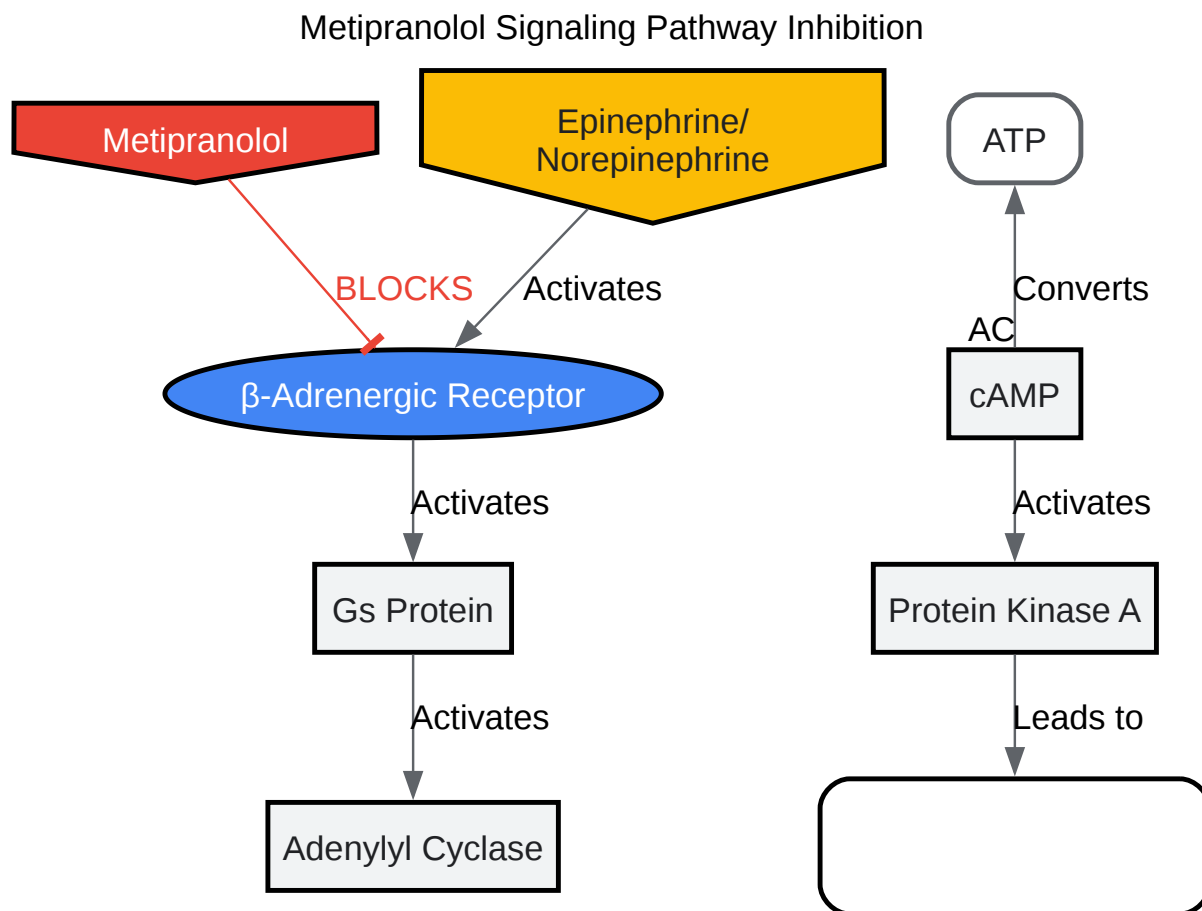 Metipranolol Signaling Pathway Inhibition
Metipranolol
Epinephrine/
Norepinephrine
ATP
BLOCKS
Activates
Converts
AC
β-Adrenergic Receptor
cAMP
Activates
Activates
Gs Protein
Protein Kinase A
Activates
Leads to
Adenylyl Cyclase